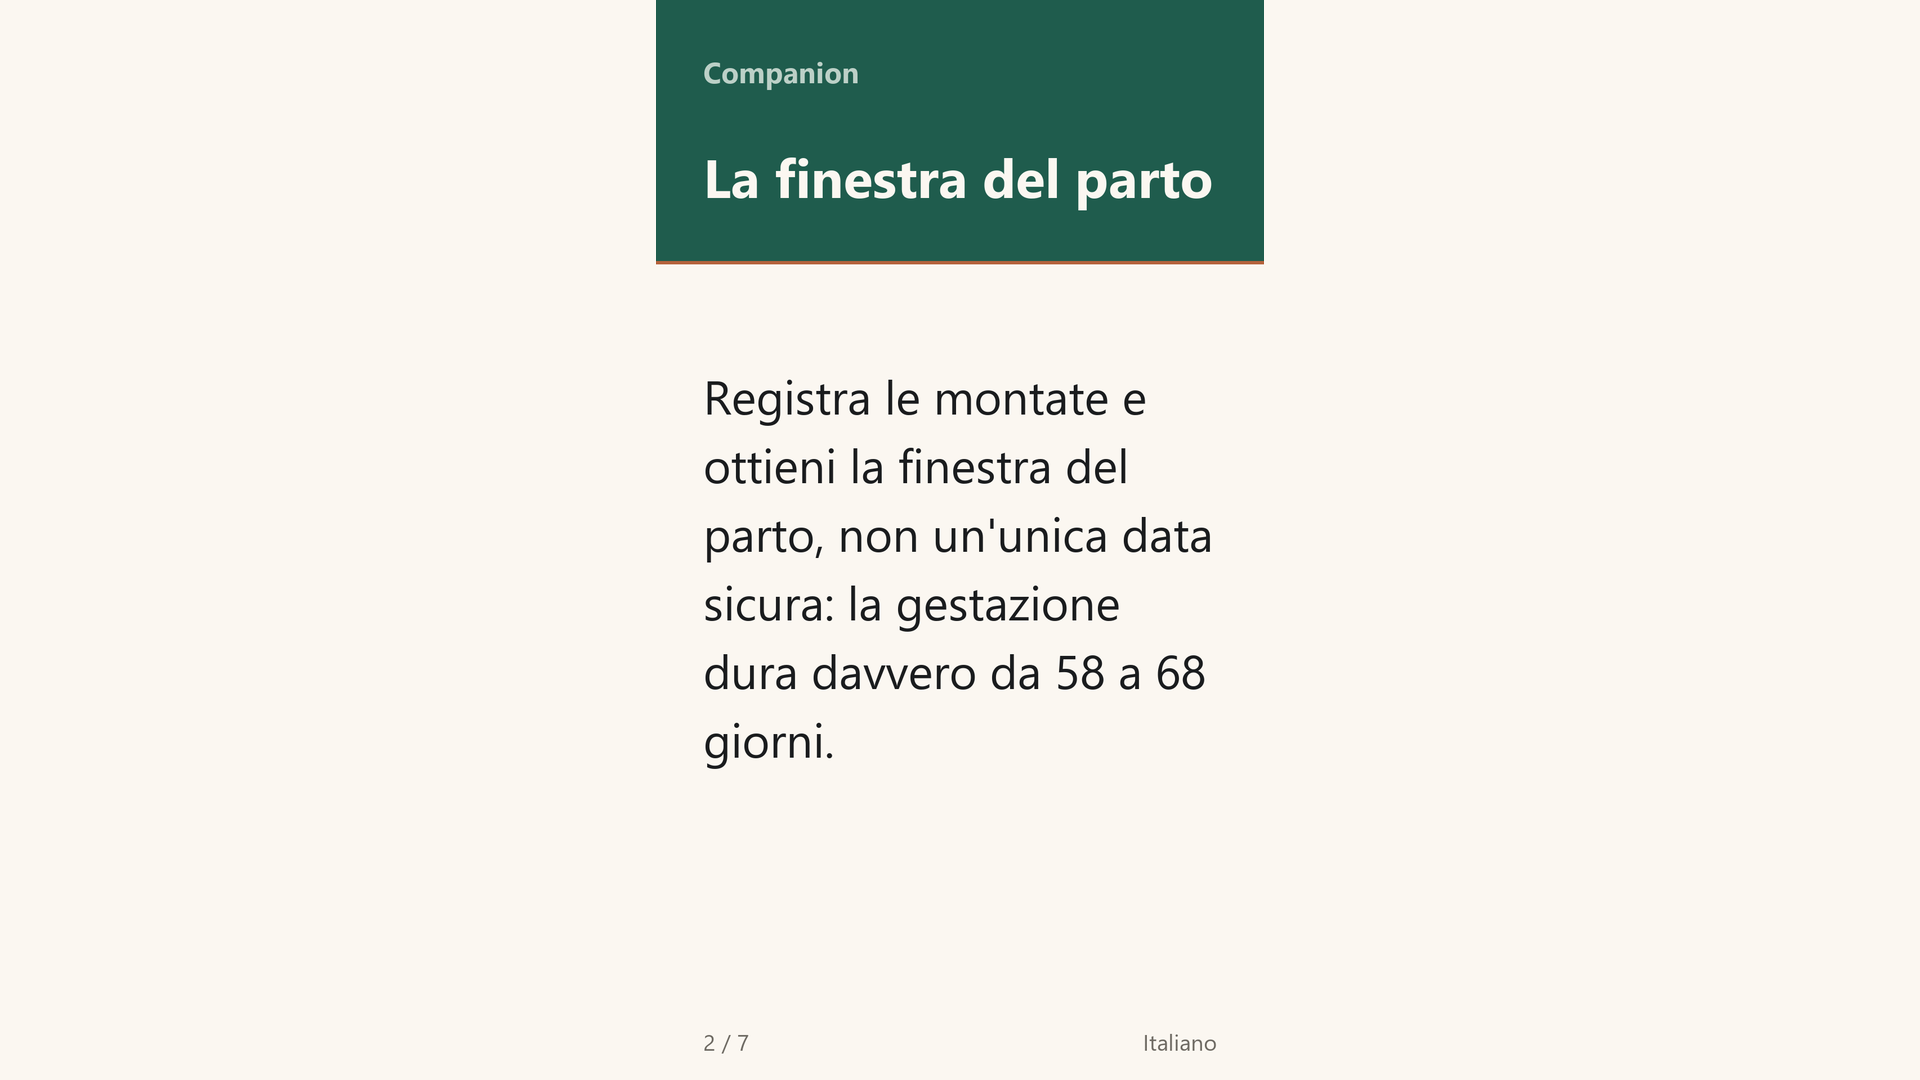 Companion
La finestra del parto
Registra le montate e
ottieni la finestra del
parto, non un'unica data
sicura: la gestazione
dura davvero da 58 a 68
giorni.
2 / 7
Italiano